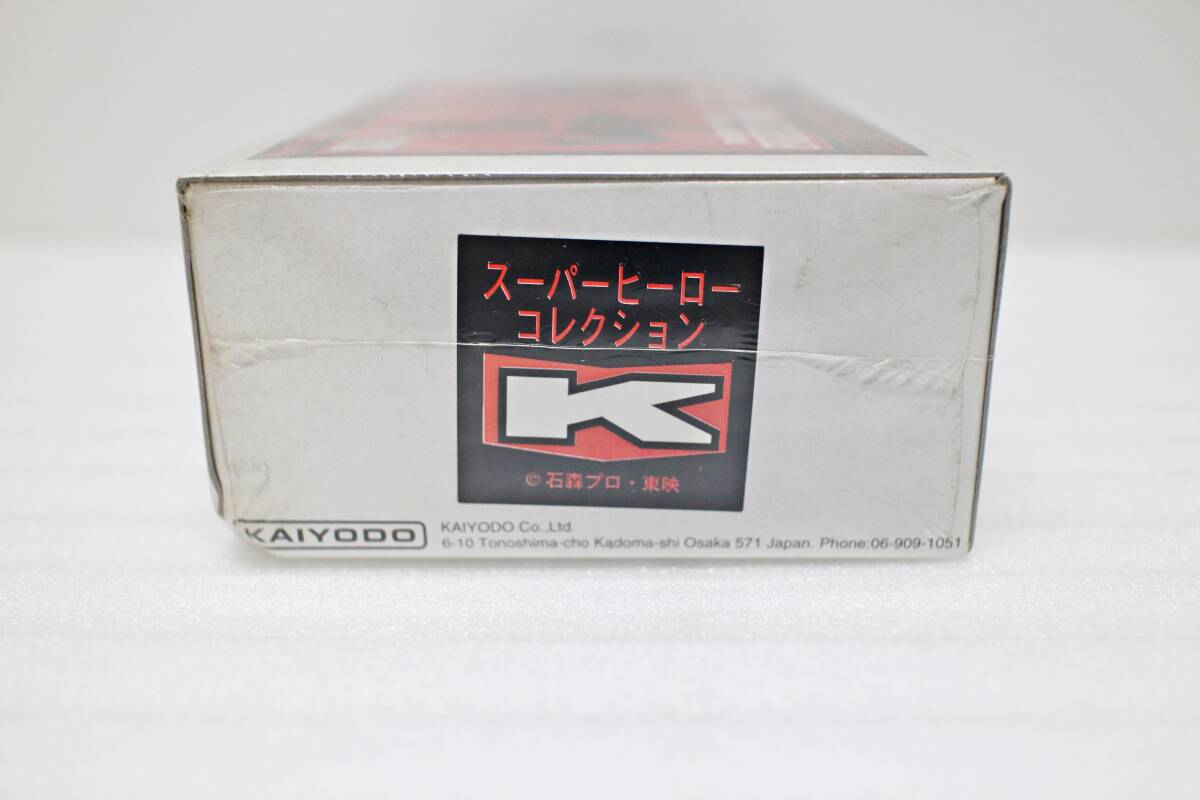 スーパーヒーロー
コレクション
K
© 石森プロ・東映
KAIYODO
KAIYODO Co.,Ltd.
6-10 Tonoshima-cho Kadoma-shi Osaka 571 Japan. Phone:06-909-1051